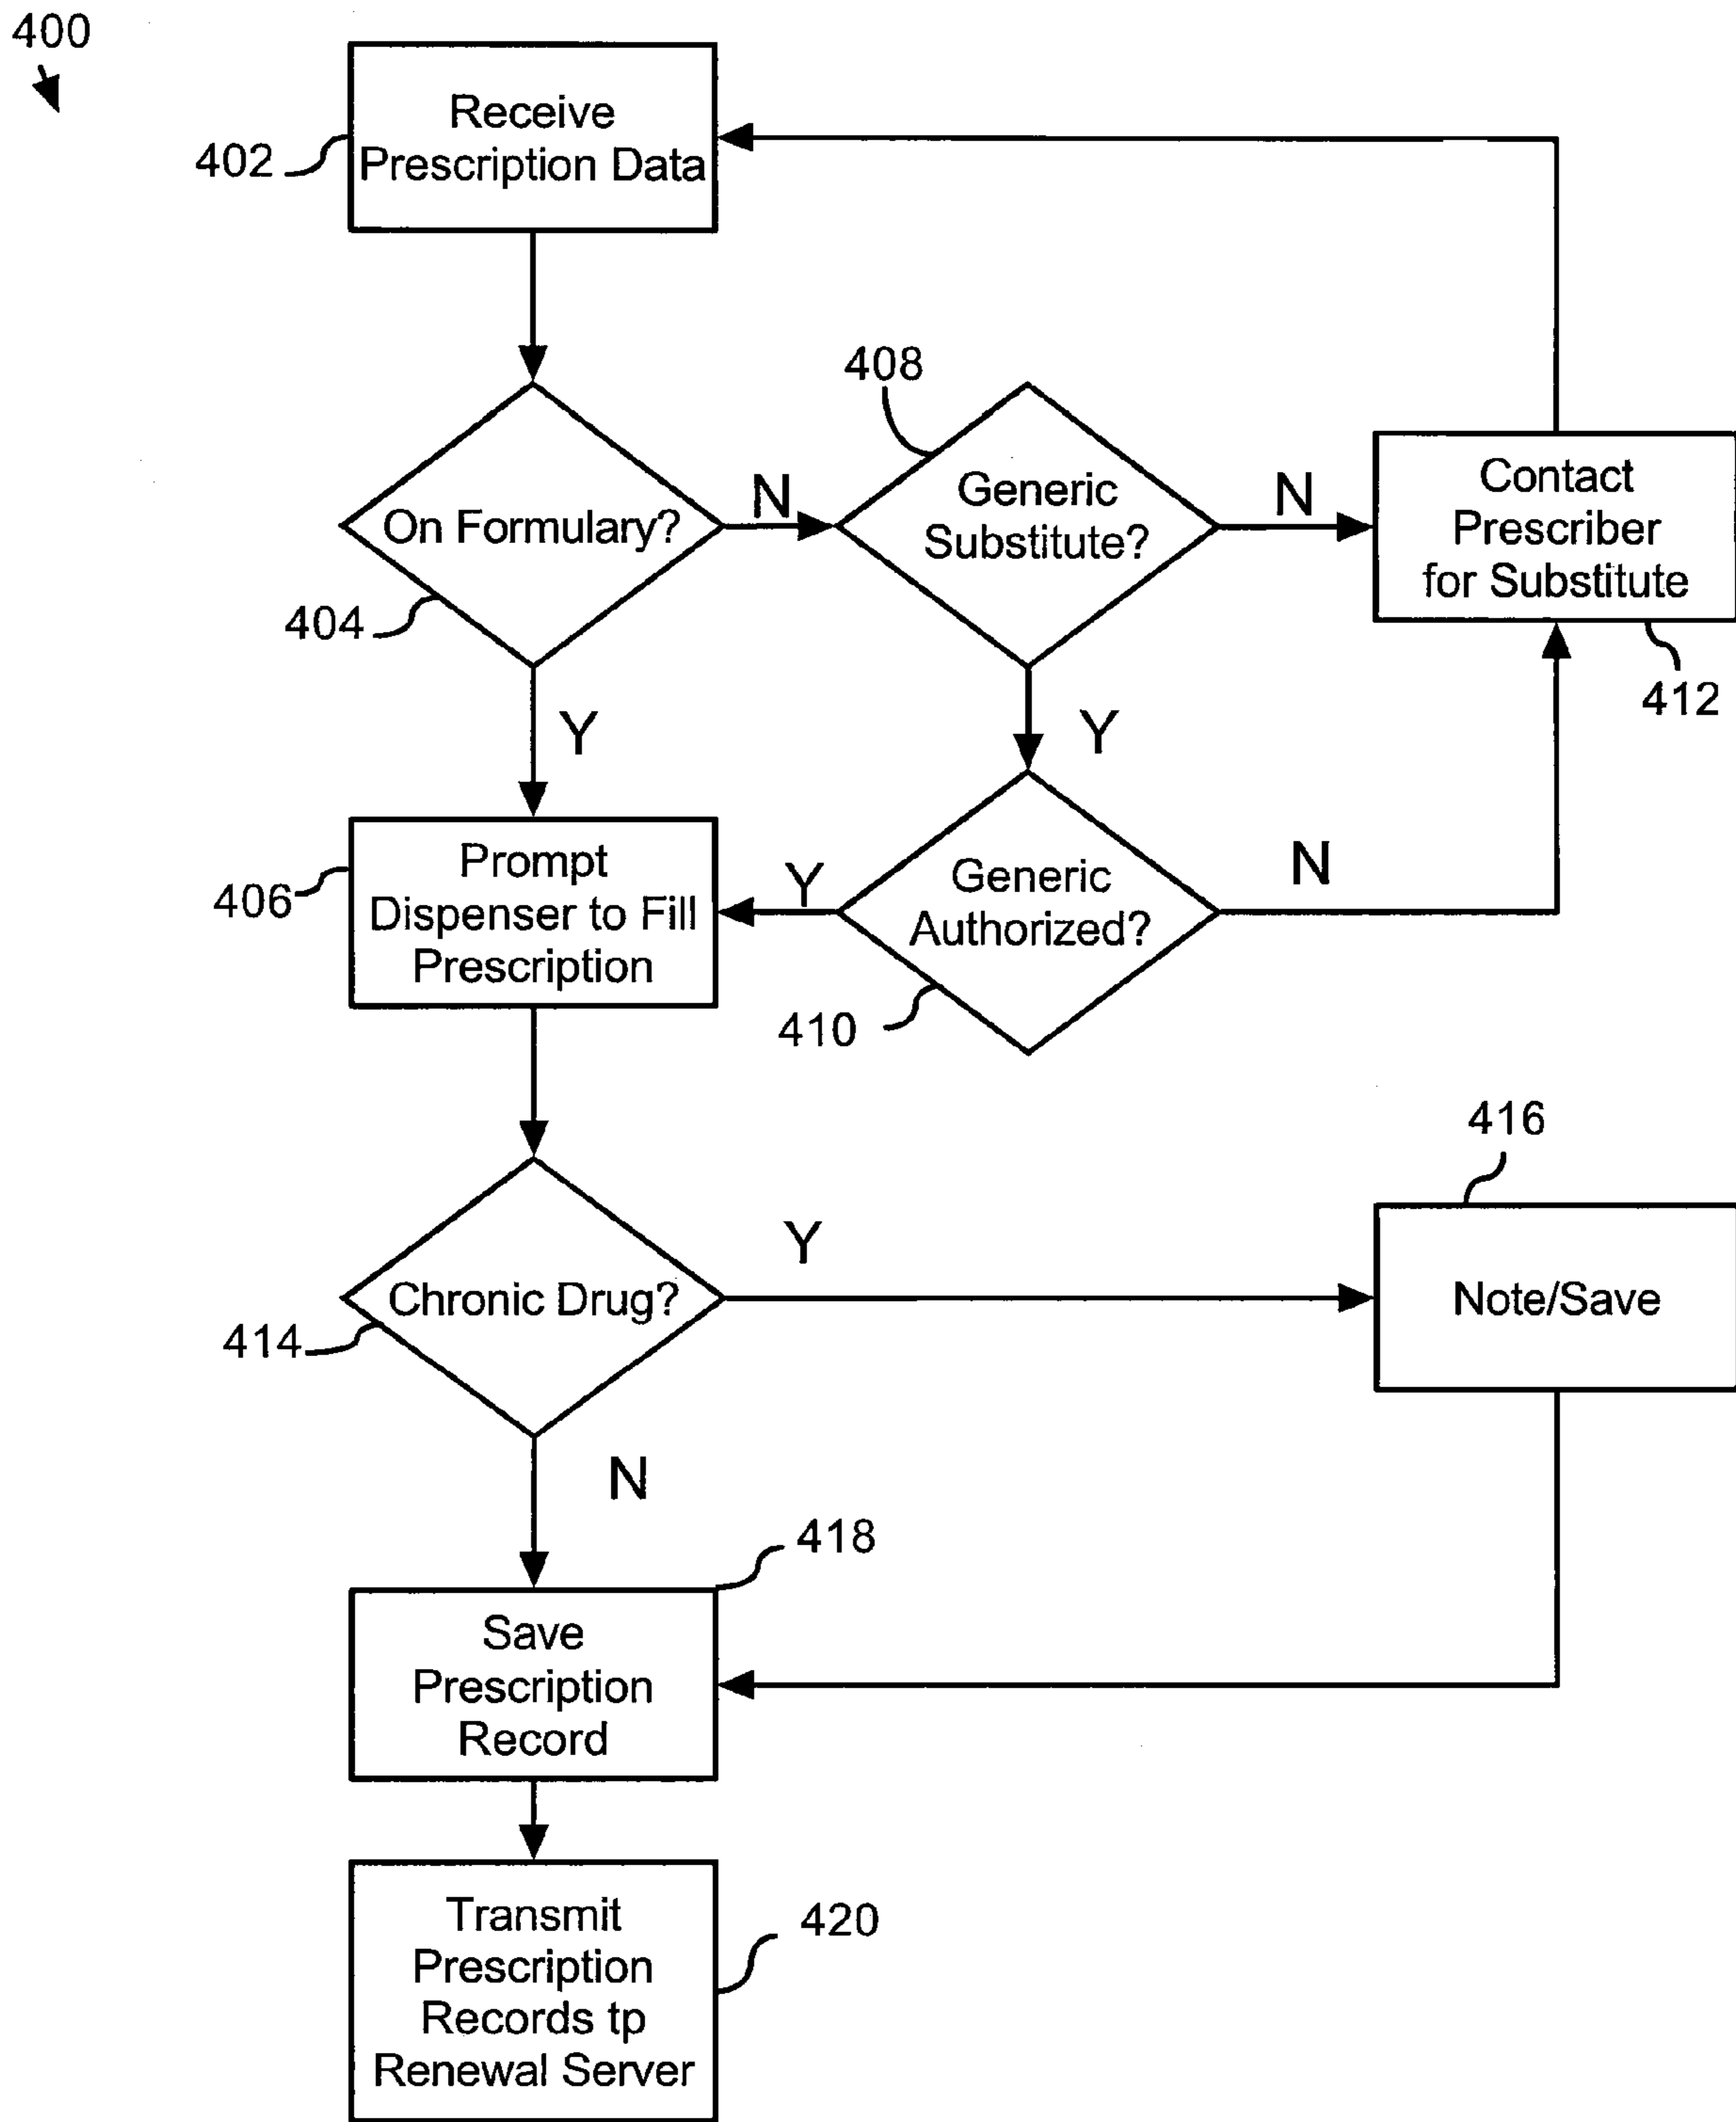 400
Receive
Prescription Data
402
408
On Formulary?
N
Generic
Substitute?
N
Contact
Prescriber
for Substitute
404
412
Y
Y
Prompt
Dispenser to Fill
Prescription
406
Y
Generic
Authorized?
N
410
416
Chronic Drug?
Y
Note/Save
414
N
418
Save
Prescription
Record
Transmit
Prescription
Records tp
Renewal Server
420